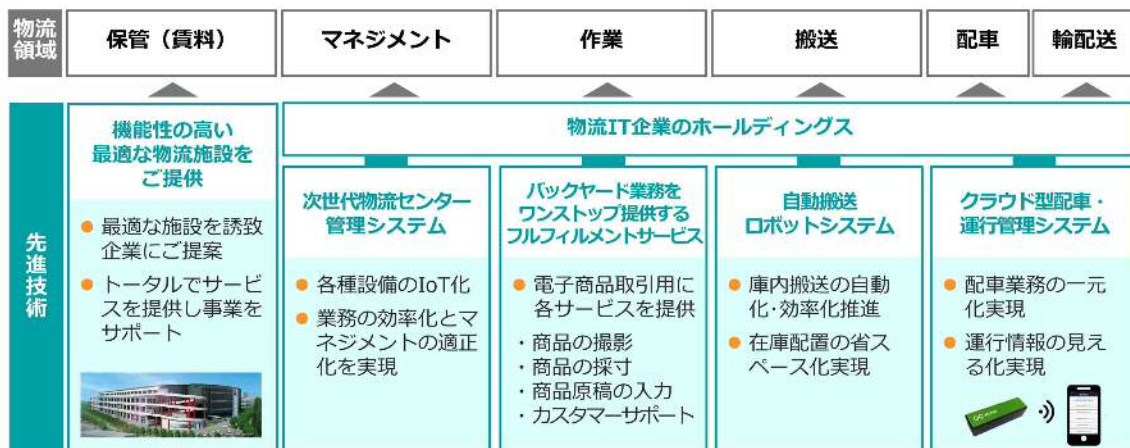 物流
領域
保管（賃料）
マネジメント
作業
搬送
配車
輸配送
先進技術
機能性の高い
最適な物流施設を
ご提供
● 最適な施設を誘致
企業にご提案
● トータルでサービ
スを提供し事業を
サポート
物流IT企業のホールディングス
次世代物流センター
管理システム
● 各種設備のIoT化
● 業務の効率化とマ
ネジメントの適正
化を実現
バックヤード業務を
ワンストップ提供する
フルフィルメントサービス
● 電子商品取引用に
各サービスを提供
・商品の撮影
・商品の採寸
・商品原稿の入力
・カスタマーサポート
自動搬送
ロボットシステム
● 庫内搬送の自動
化･効率化推進
● 在庫配置の省ス
ペース化実現
クラウド型配車・
運行管理システム
● 配車業務の一元
化実現
● 運行情報の見え
る化実現